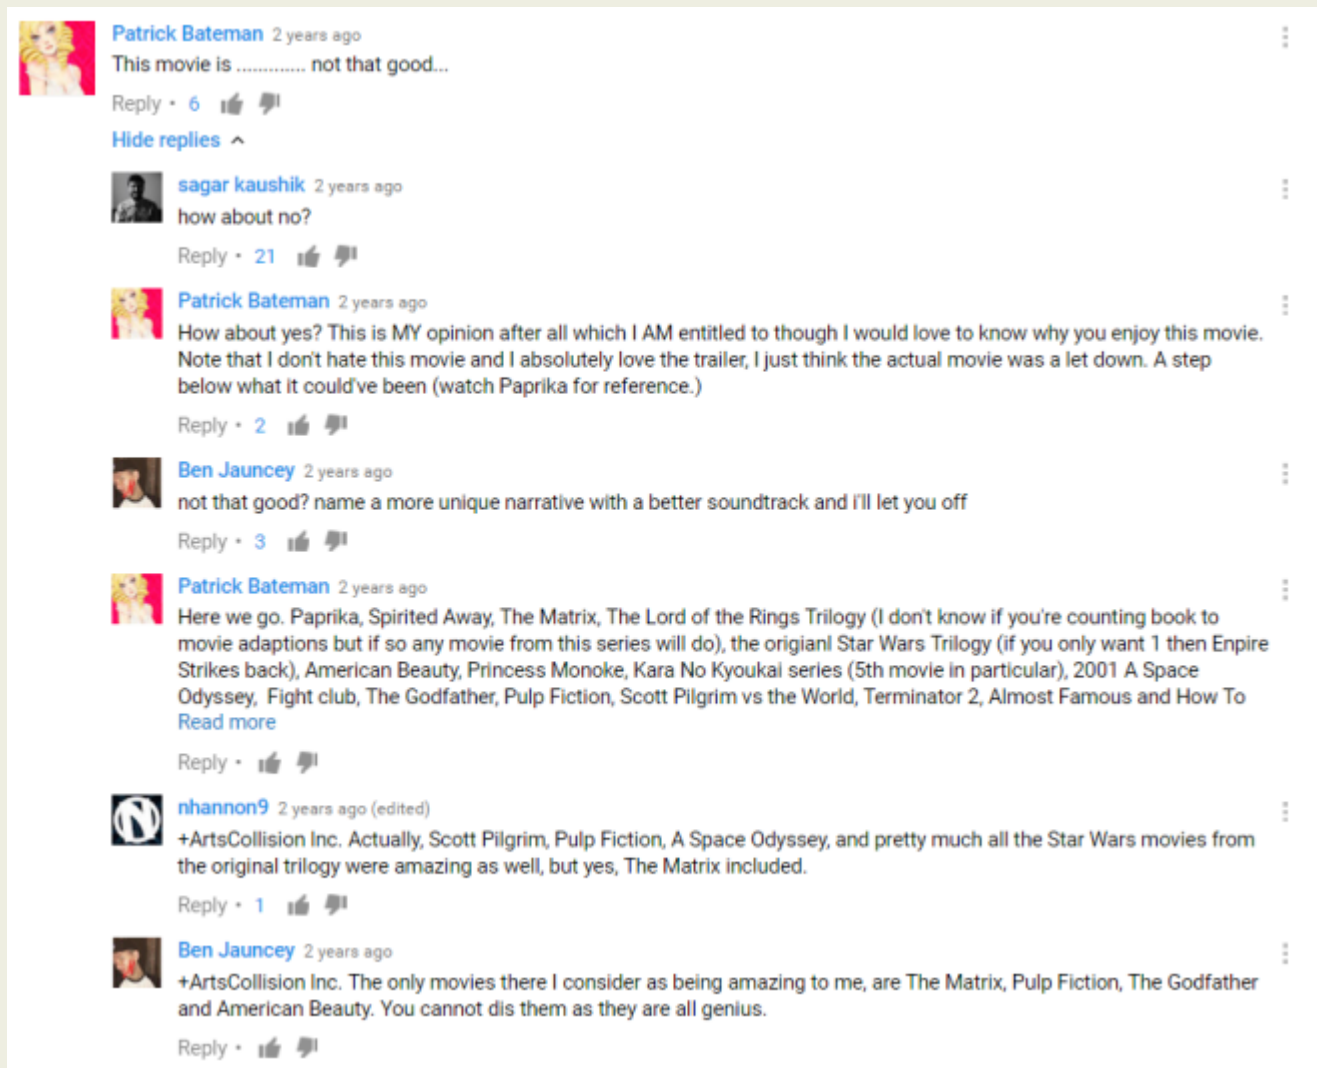 Patrick Bateman 2 years ago
This movie is ............. not that good...
Reply • 6
Hide replies
sagar kaushik 2 years ago
how about no?
Reply • 21
Patrick Bateman 2 years ago
How about yes? This is MY opinion after all which I AM entitled to though I would love to know why you enjoy this movie.
Note that I don't hate this movie and I absolutely love the trailer, I just think the actual movie was a let down. A step
below what it could've been (watch Paprika for reference.)
Reply • 2
Ben Jauncey 2 years ago
not that good? name a more unique narrative with a better soundtrack and i'll let you off
Reply • 3
Patrick Bateman 2 years ago
Here we go. Paprika, Spirited Away, The Matrix, The Lord of the Rings Trilogy (I don't know if you're counting book to
movie adaptions but if so any movie from this series will do), the origianl Star Wars Trilogy (if you only want 1 then Enpire
Strikes back), American Beauty, Princess Monoke, Kara No Kyoukai series (5th movie in particular), 2001 A Space
Odyssey, Fight club, The Godfather, Pulp Fiction, Scott Pilgrim vs the World, Terminator 2, Almost Famous and How To
Read more
Reply •
nhannon9 2 years ago (edited)
+ArtsCollision Inc. Actually, Scott Pilgrim, Pulp Fiction, A Space Odyssey, and pretty much all the Star Wars movies from
the original trilogy were amazing as well, but yes, The Matrix included.
Reply • 1
Ben Jauncey 2 years ago
+ArtsCollision Inc. The only movies there I consider as being amazing to me, are The Matrix, Pulp Fiction, The Godfather
and American Beauty. You cannot dis them as they are all genius.
Reply •